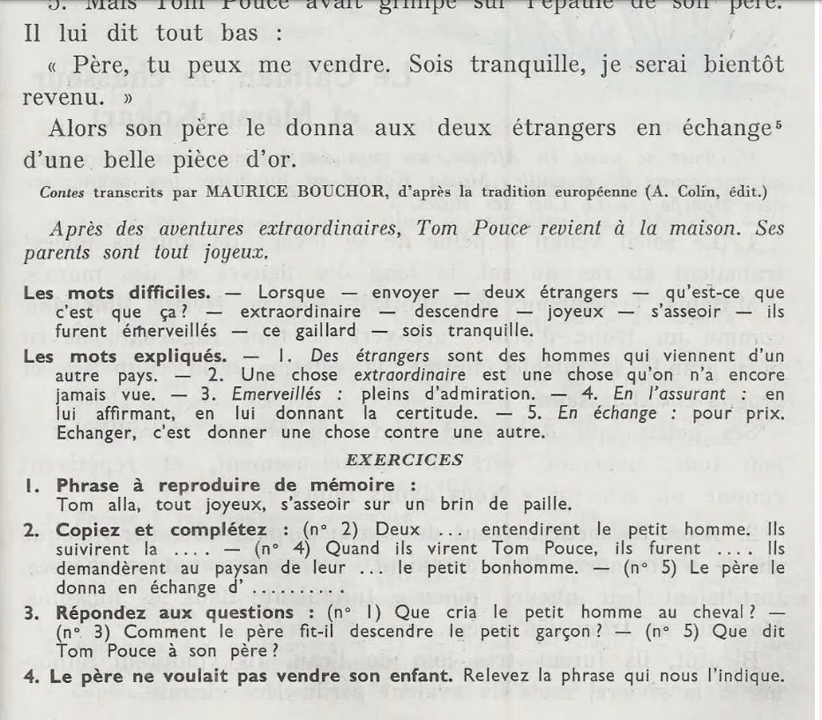 5. Mais Tom Pouce avait grimpé sur l'épaule de son père.
Il lui dit tout bas :
« Père, tu peux me vendre. Sois tranquille, je serai bientôt
revenu. »
Alors son père le donna aux deux étrangers en échange⁵
d'une belle pièce d'or.
Contes transcrits par MAURICE BOUCHOR, d'après la tradition européenne (A. Colin, édit.)
Après des aventures extraordinaires, Tom Pouce revient à la maison. Ses
parents sont tout joyeux.
Les mots difficiles. — Lorsque — envoyer — deux étrangers — qu'est-ce que
c'est que ça ? — extraordinaire — descendre — joyeux — s'asseoir — ils
furent émerveillés — ce gaillard — sois tranquille.
Les mots expliqués. — 1. Des étrangers sont des hommes qui viennent d'un
autre pays. — 2. Une chose extraordinaire est une chose qu'on n'a encore
jamais vue. — 3. Emerveillés : pleins d'admiration. — 4. En l'assurant : en
lui affirmant, en lui donnant la certitude. — 5. En échange : pour prix.
Echanger, c'est donner une chose contre une autre.
EXERCICES
1. Phrase à reproduire de mémoire :
Tom alla, tout joyeux, s'asseoir sur un brin de paille.
2. Copiez et complétez : (n° 2) Deux ... entendirent le petit homme. Ils
suivirent la .... — (n° 4) Quand ils virent Tom Pouce, ils furent .... Ils
demandèrent au paysan de leur ... le petit bonhomme. — (n° 5) Le père le
donna en échange d' ...........
3. Répondez aux questions : (n° 1) Que cria le petit homme au cheval ? —
(n° 3) Comment le père fit-il descendre le petit garçon ? — (n° 5) Que dit
Tom Pouce à son père ?
4. Le père ne voulait pas vendre son enfant. Relevez la phrase qui nous l'indique.